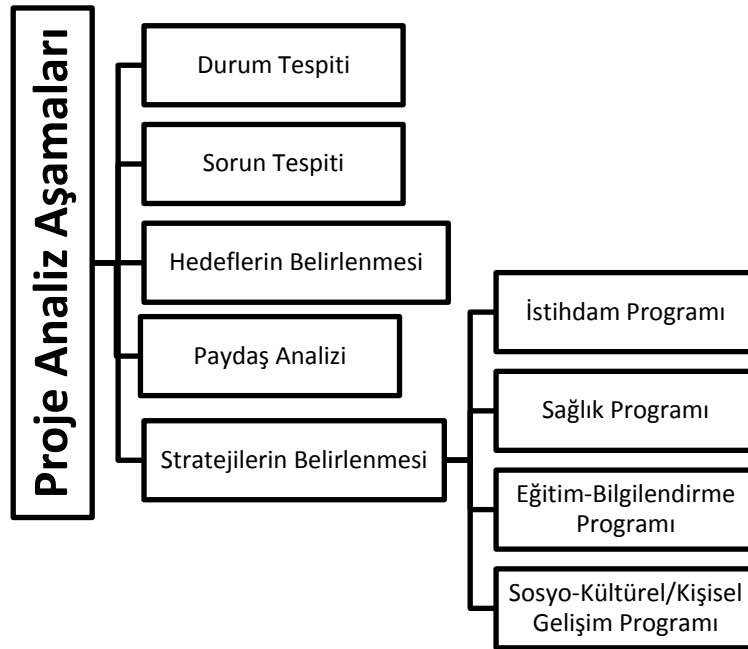 Proje Analiz Aşamaları
Durum Tespiti
Sorun Tespiti
Hedeflerin Belirlenmesi
Paydaş Analizi
Stratejilerin Belirlenmesi
İstihdam Programı
Sağlık Programı
Eğitim-Bilgilendirme
Programı
Sosyo-Kültürel/Kişisel
Gelişim Programı